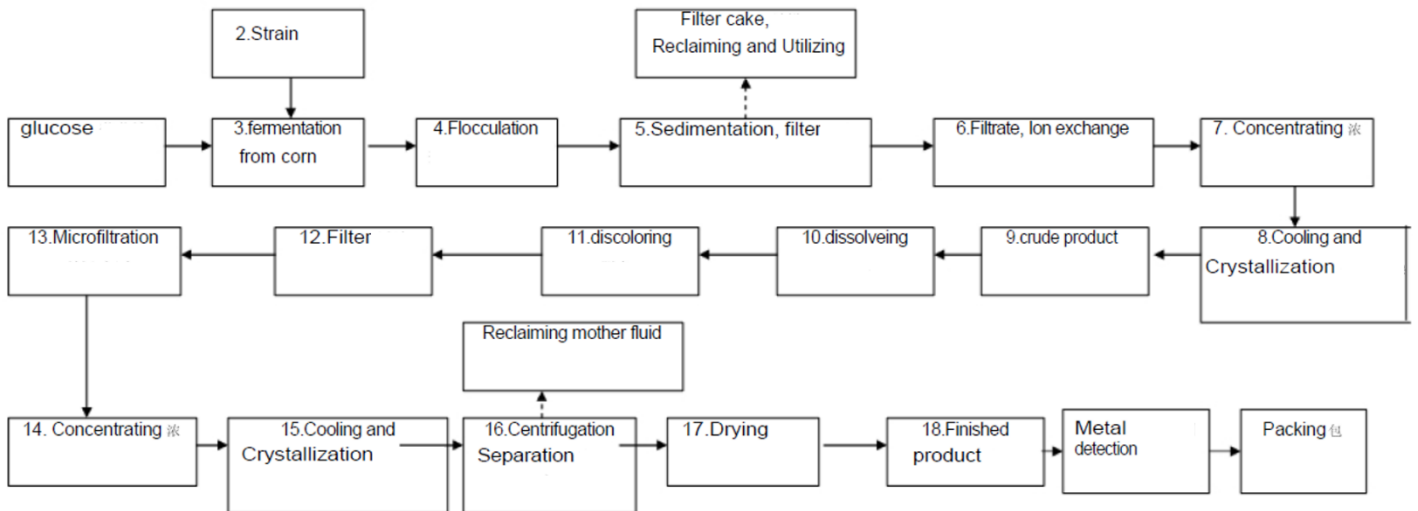 2.Strain
Filter cake,
Reclaiming and Utilizing
glucose
3.fermentation
from corn
4.Flocculation
5.Sedimentation, filter
6.Filtrate, Ion exchange
7. Concentrating 浓
13.Microfiltration
12.Filter
11.discoloring
10.dissolveing
9.crude product
8.Cooling and
Crystallization
Reclaiming mother fluid
14. Concentrating 浓
15.Cooling and
Crystallization
16.Centrifugation
Separation
17.Drying
18.Finished
product
Metal
detection
Packing 包